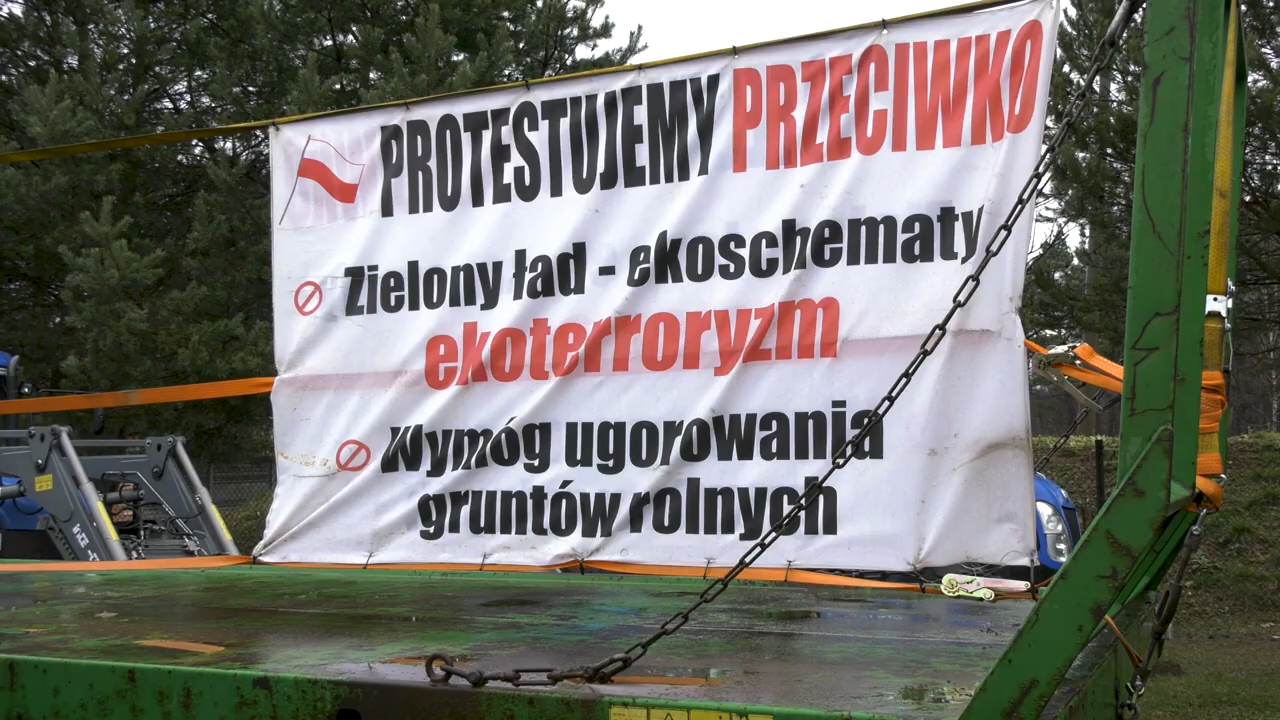 PROTESTUJEMY PRZECIWKO
Zielony ład - ekoschematy
ekoterroryzm
Wymóg ugorowania
gruntów rolnych